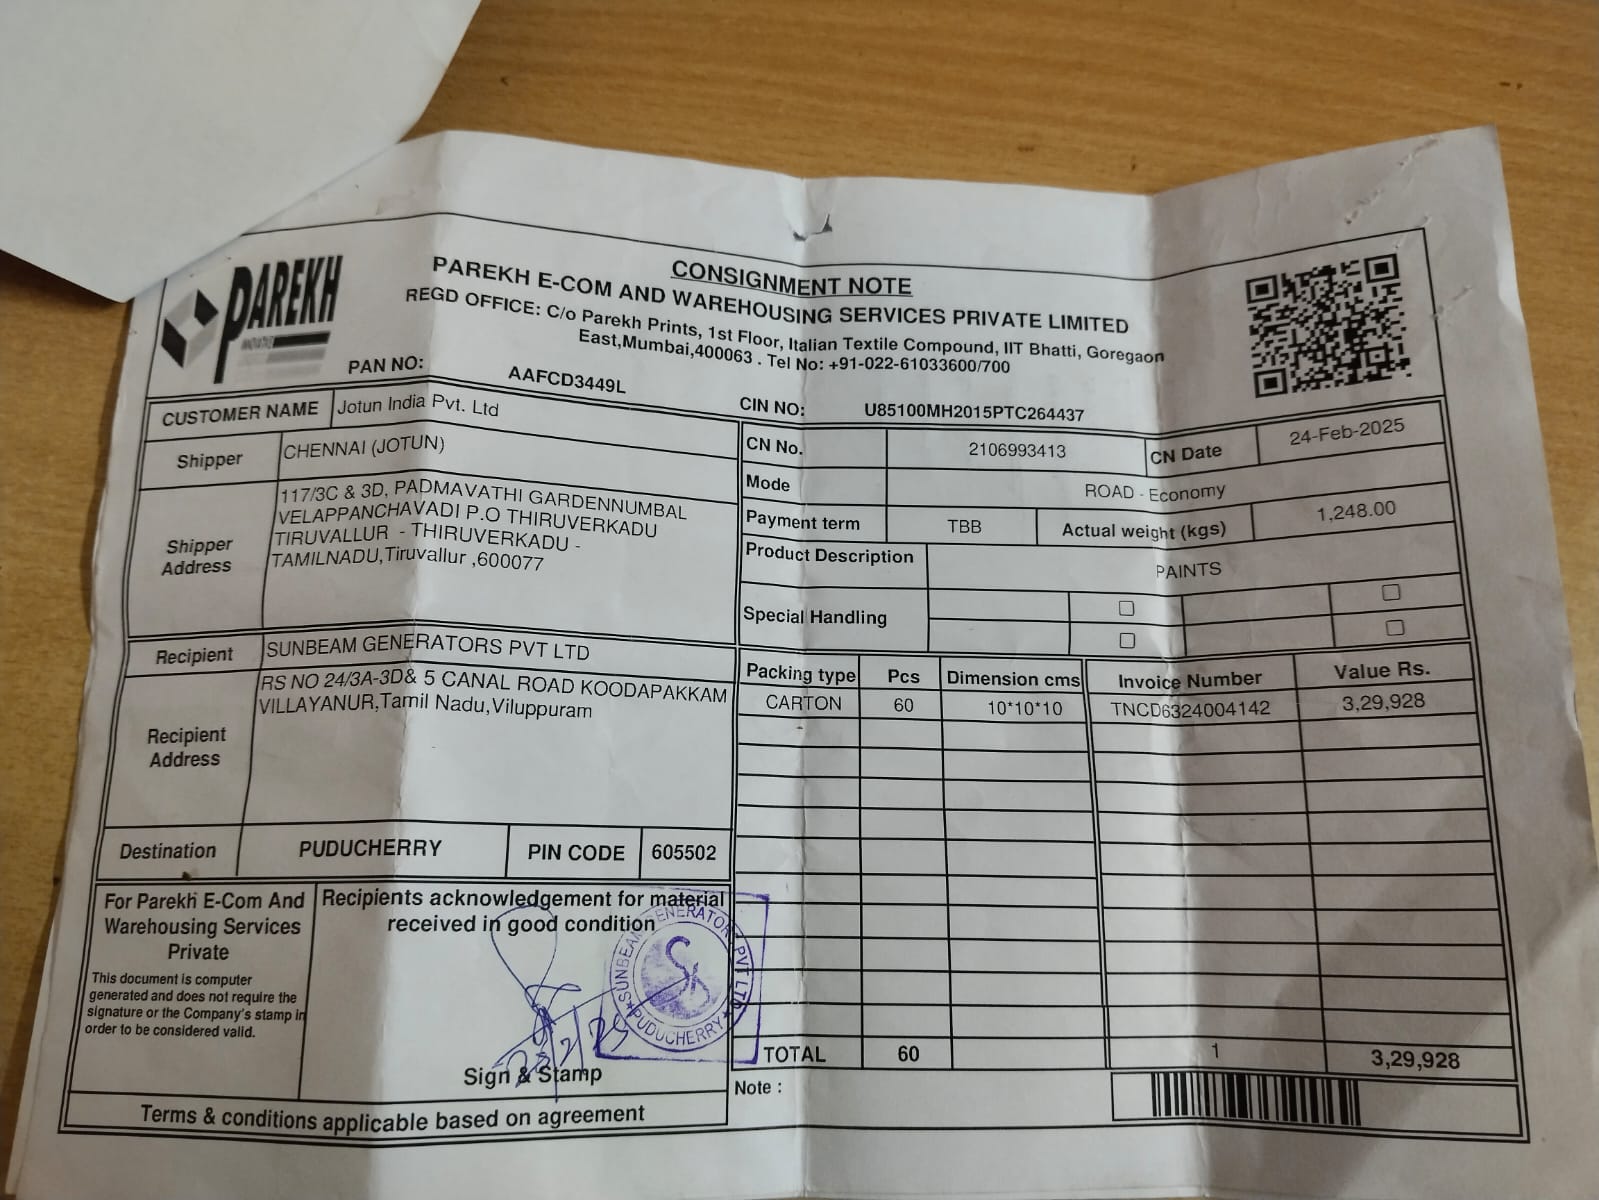 CONSIGNMENT NOTE
PAREKH
PAREKH E-COM AND WAREHOUSING SERVICES PRIVATE LIMITED
REGD OFFICE: C/o Parekh Prints, 1st Floor, Italian Textile Compound, IIT Bhatti, Goregaon
East,Mumbai,400063 . Tel No: +91-022-61033600/700
PAN NO: AAFCD3449L CIN NO: U85100MH2015PTC264437
CUSTOMER NAME Jotun India Pvt. Ltd
Shipper CHENNAI (JOTUN)
Shipper Address
117/3C & 3D, PADMAVATHI GARDENNUMBAL
VELAPPANCHAVADI P.O THIRUVERKADU
TIRUVALLUR - THIRUVERKADU -
TAMILNADU,Tiruvallur ,600077
Recipient SUNBEAM GENERATORS PVT LTD
Recipient Address
RS NO 24/3A-3D& 5 CANAL ROAD KOODAPAKKAM
VILLAYANUR,Tamil Nadu,Viluppuram
Destination PUDUCHERRY PIN CODE 605502
CN No. 2106993413 CN Date 24-Feb-2025
Mode ROAD - Economy
Payment term TBB Actual weight (kgs) 1,248.00
Product Description PAINTS
Special Handling
Packing type Pcs Dimension cms Invoice Number Value Rs.
CARTON 60 10*10*10 TNCD6324004142 3,29,928
TOTAL 60 1 3,29,928
Note :
For Parekh E-Com And
Warehousing Services
Private
This document is computer
generated and does not require the
signature or the Company's stamp in
order to be considered valid.
Recipients acknowledgement for material
received in good condition
SUNBEAM GENERATORS PVT LTD
PUDUCHERRY
Sign & Stamp
Terms & conditions applicable based on agreement